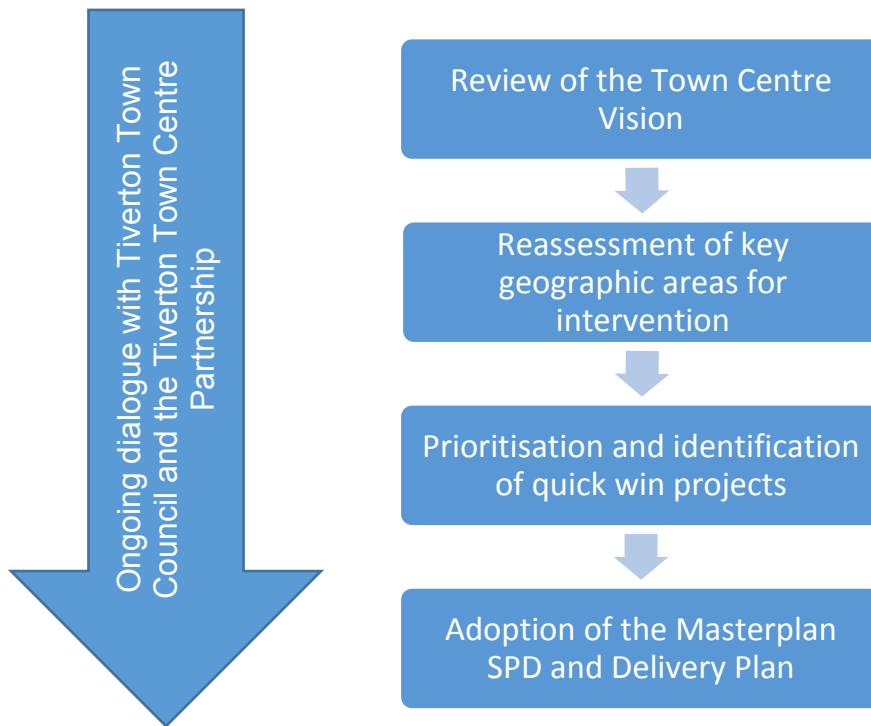 Ongoing dialogue with Tiverton Town
Council and the Tiverton Town Centre
Partnership
Review of the Town Centre
Vision
Reassessment of key
geographic areas for
intervention
Prioritisation and identification
of quick win projects
Adoption of the Masterplan
SPD and Delivery Plan